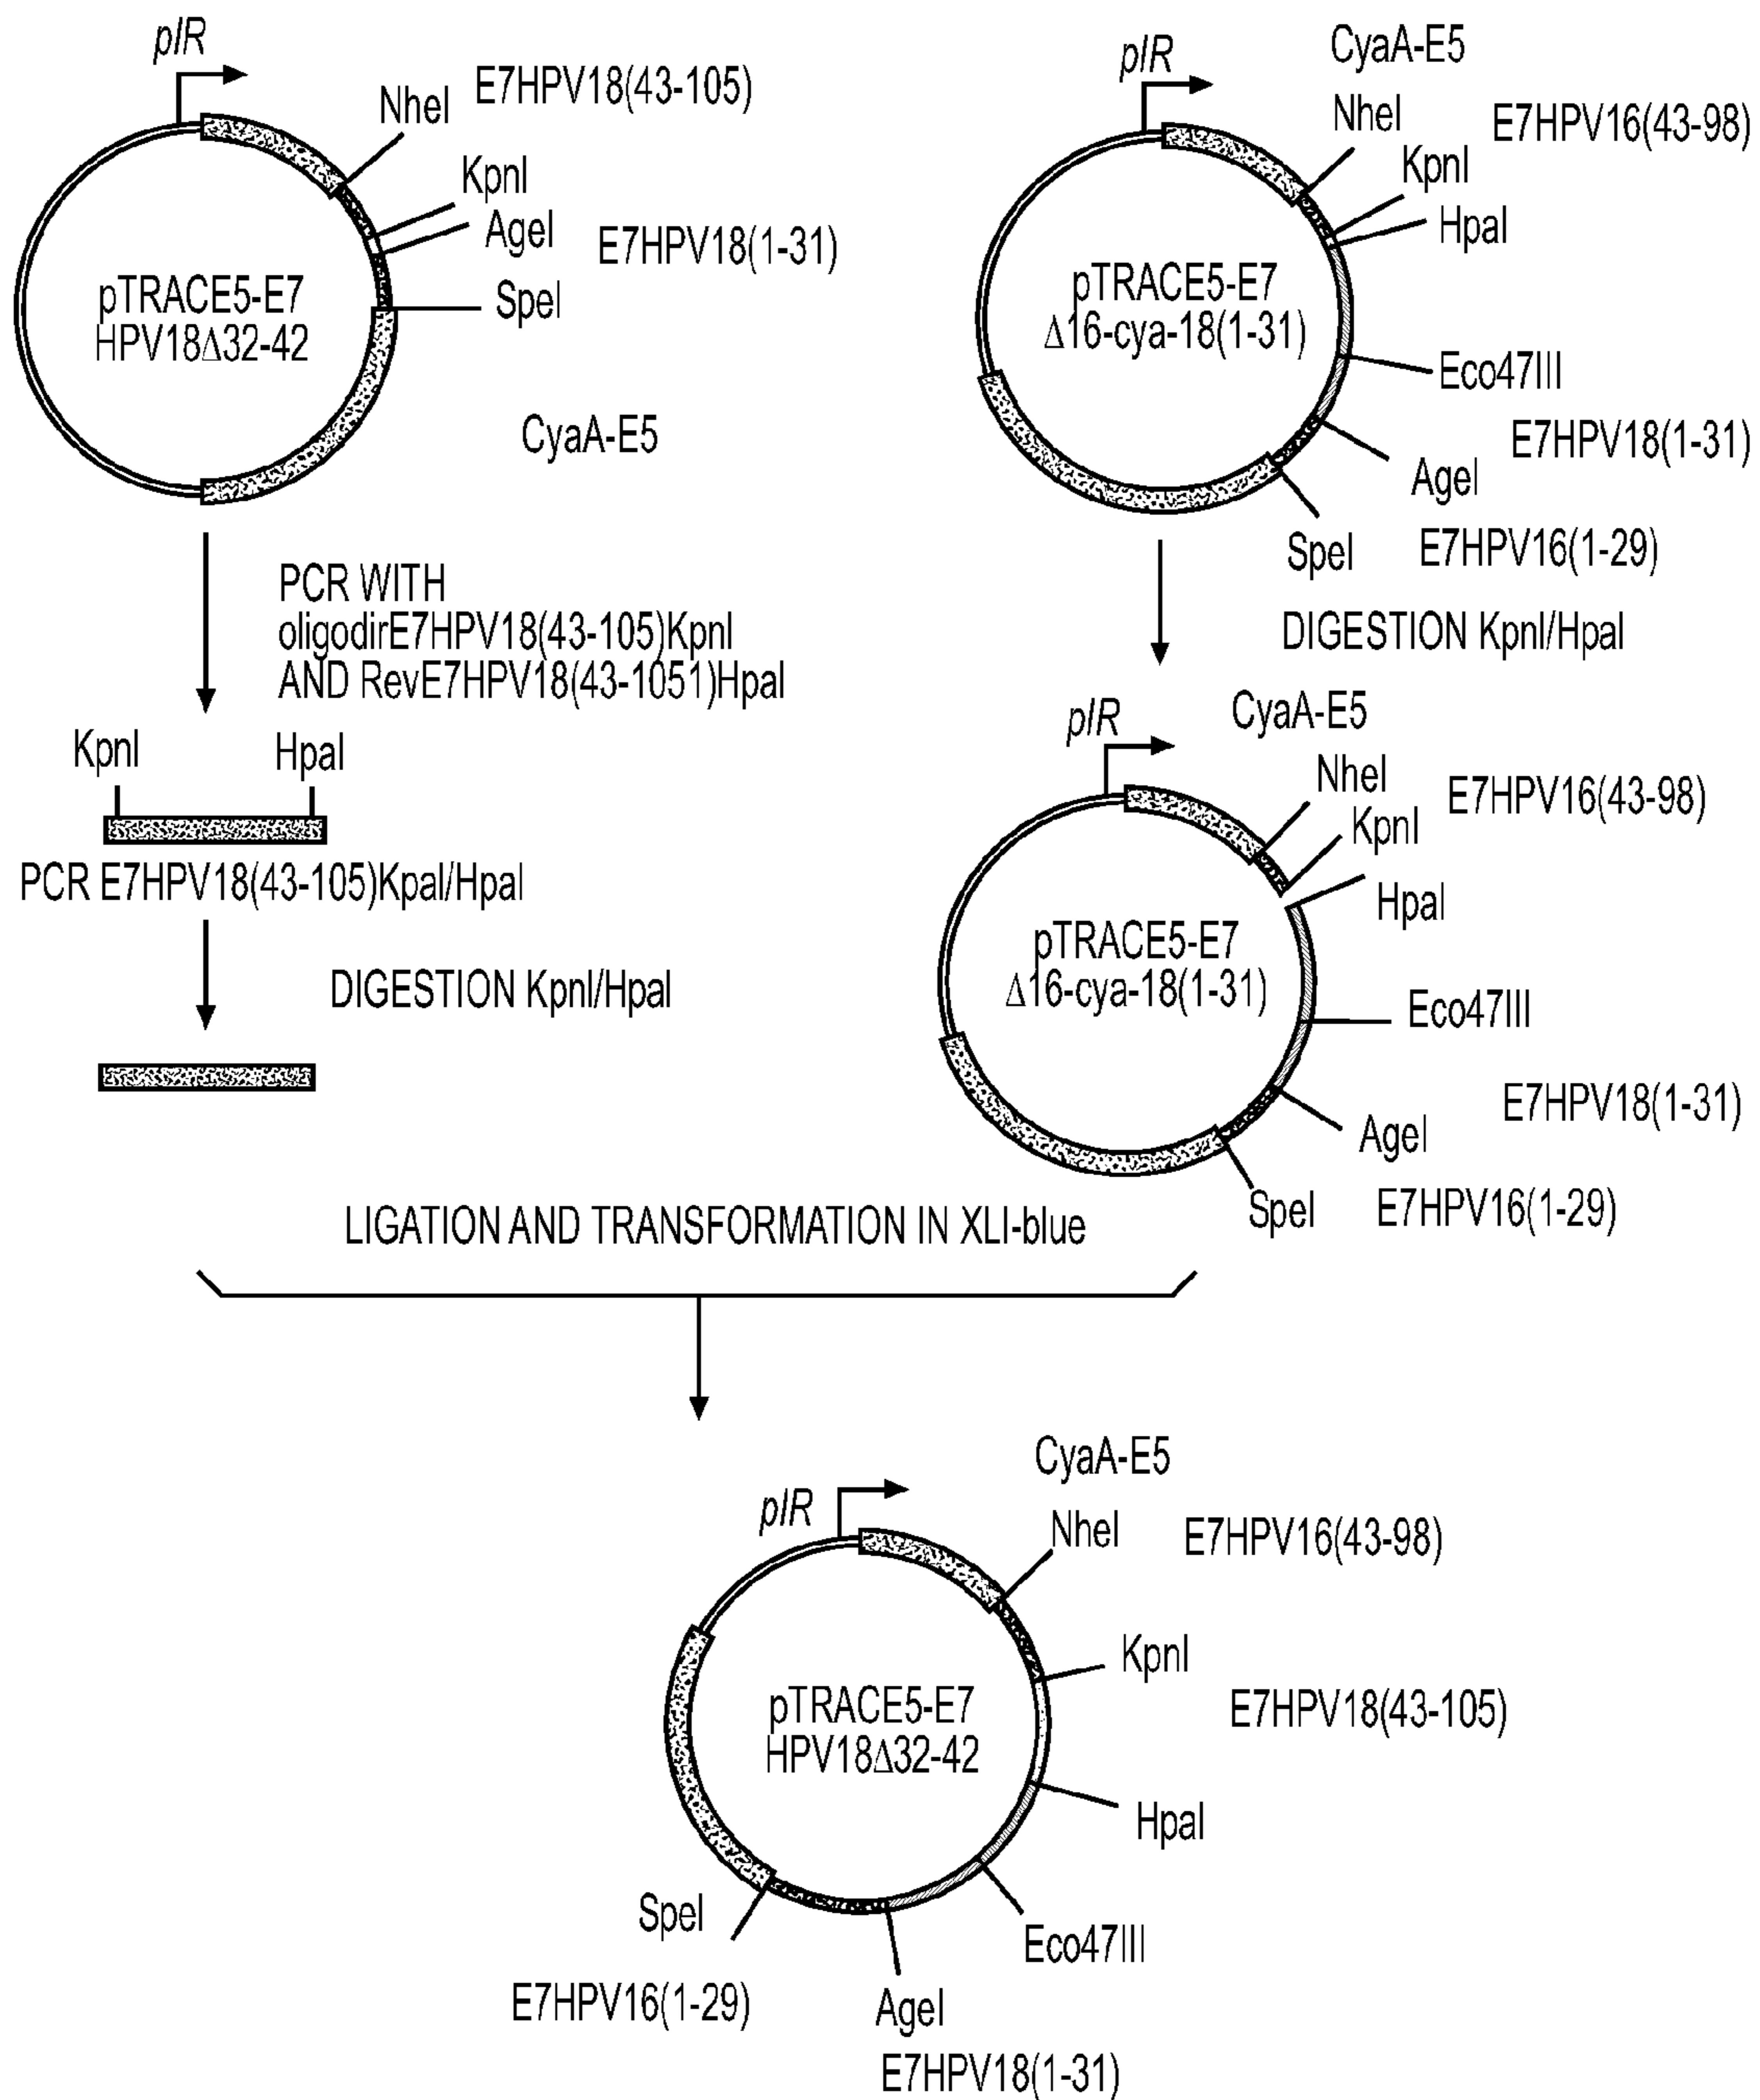 pIR
NheI
E7HPV18(43-105)
KpnI
AgeI
E7HPV18(1-31)
SpeI
pTRACE5-E7
HPV18Δ32-42
CyaA-E5
PCR WITH
oligodirE7HPV18(43-105)KpnI
AND RevE7HPV18(43-1051)HpaI
KpnI
HpaI
PCR E7HPV18(43-105)KpaI/HpaI
DIGESTION KpnI/HpaI
pIR
CyaA-E5
NheI
E7HPV16(43-98)
KpnI
HpaI
pTRACE5-E7
Δ16-cya-18(1-31)
Eco47III
E7HPV18(1-31)
AgeI
SpeI
E7HPV16(1-29)
DIGESTION KpnI/HpaI
pIR
CyaA-E5
NheI
E7HPV16(43-98)
KpnI
HpaI
pTRACE5-E7
Δ16-cya-18(1-31)
Eco47III
E7HPV18(1-31)
AgeI
SpeI
E7HPV16(1-29)
LIGATION AND TRANSFORMATION IN XLI-blue
pIR
CyaA-E5
NheI
E7HPV16(43-98)
KpnI
E7HPV18(43-105)
pTRACE5-E7
HPV18Δ32-42
HpaI
SpeI
Eco47III
E7HPV16(1-29)
AgeI
E7HPV18(1-31)